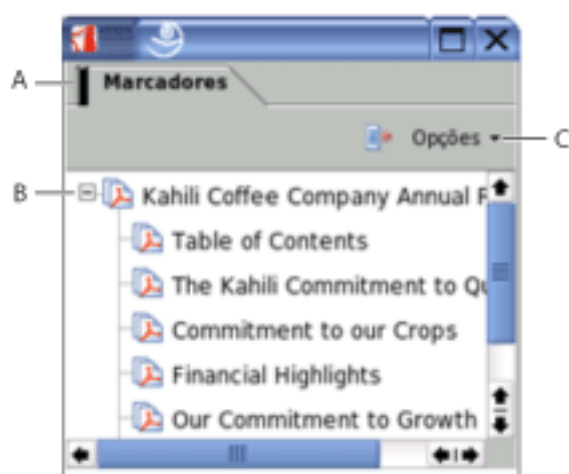 A
Marcadores
Opções
C
B
Kahili Coffee Company Annual
Table of Contents
The Kahili Commitment to
Commitment to our Crops
Financial Highlights
Our Commitment to Growth